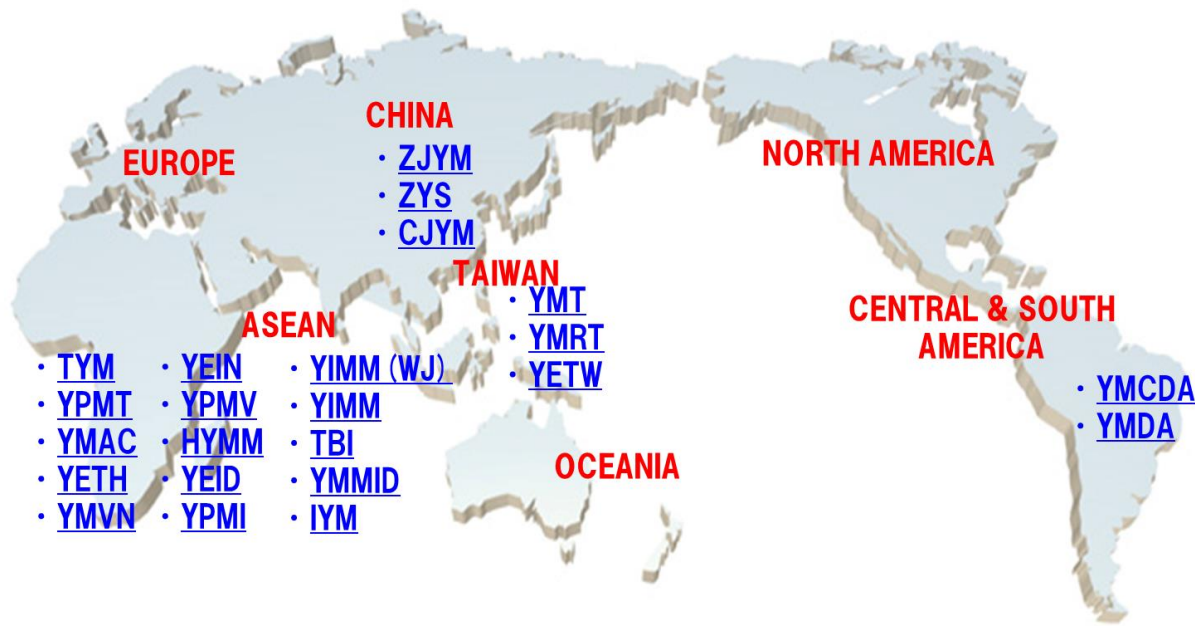 CHINA
・ZJYM
・ZYS
・CJYM
EUROPE
NORTH AMERICA
TAIWAN
・YMT
・YMRT
・YETW
ASEAN
・TYM ・YEIN ・YIMM (WJ)
・YPMT ・YPMV ・YIMM
・YMAC ・HYMM ・TBI
・YETH ・YEID ・YMMID
・YMVN ・YPMI ・IYM
OCEANIA
CENTRAL & SOUTH
AMERICA
・YMCDA
・YMDA